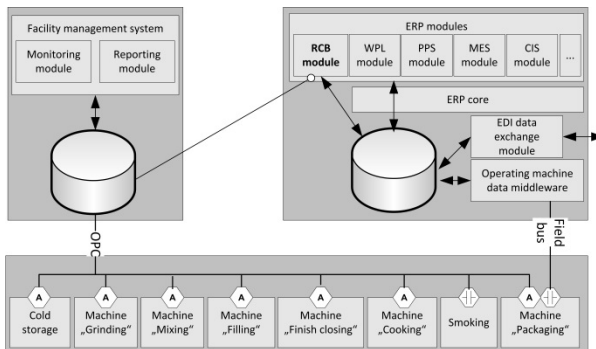 Facility management system
Monitoring
module
Reporting
module
ERP modules
RCB
module
WPL
module
PPS
module
MES
module
CIS
module
...
ERP core
EDI data
exchange
module
Operating machine
data middleware
OPC
Field
bus
A
A
A
A
A
A
A
Cold
storage
Machine
„Grinding“
Machine
„Mixing“
Machine
„Filling“
Machine
„Finish closing“
Machine
„Cooking“
Smoking
Machine
„Packaging“